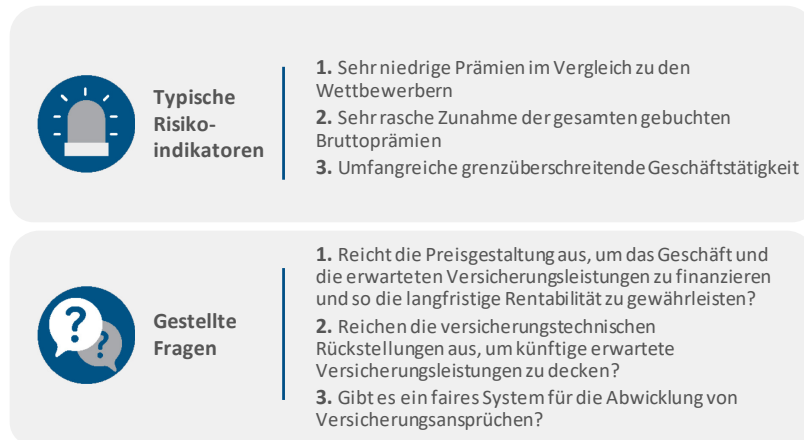 Typische
Risiko-
indikatoren
1. Sehr niedrige Prämien im Vergleich zu den
Wettbewerbern
2. Sehr rasche Zunahme der gesamten gebuchten
Bruttoprämien
3. Umfangreiche grenzüberschreitende Geschäftstätigkeit
Gestellte
Fragen
1. Reicht die Preisgestaltung aus, um das Geschäft und
die erwarteten Versicherungsleistungen zu finanzieren
und so die langfristige Rentabilität zu gewährleisten?
2. Reichen die versicherungstechnischen
Rückstellungen aus, um künftige erwartete
Versicherungsleistungen zu decken?
3. Gibt es ein faires System für die Abwicklung von
Versicherungsansprüchen?